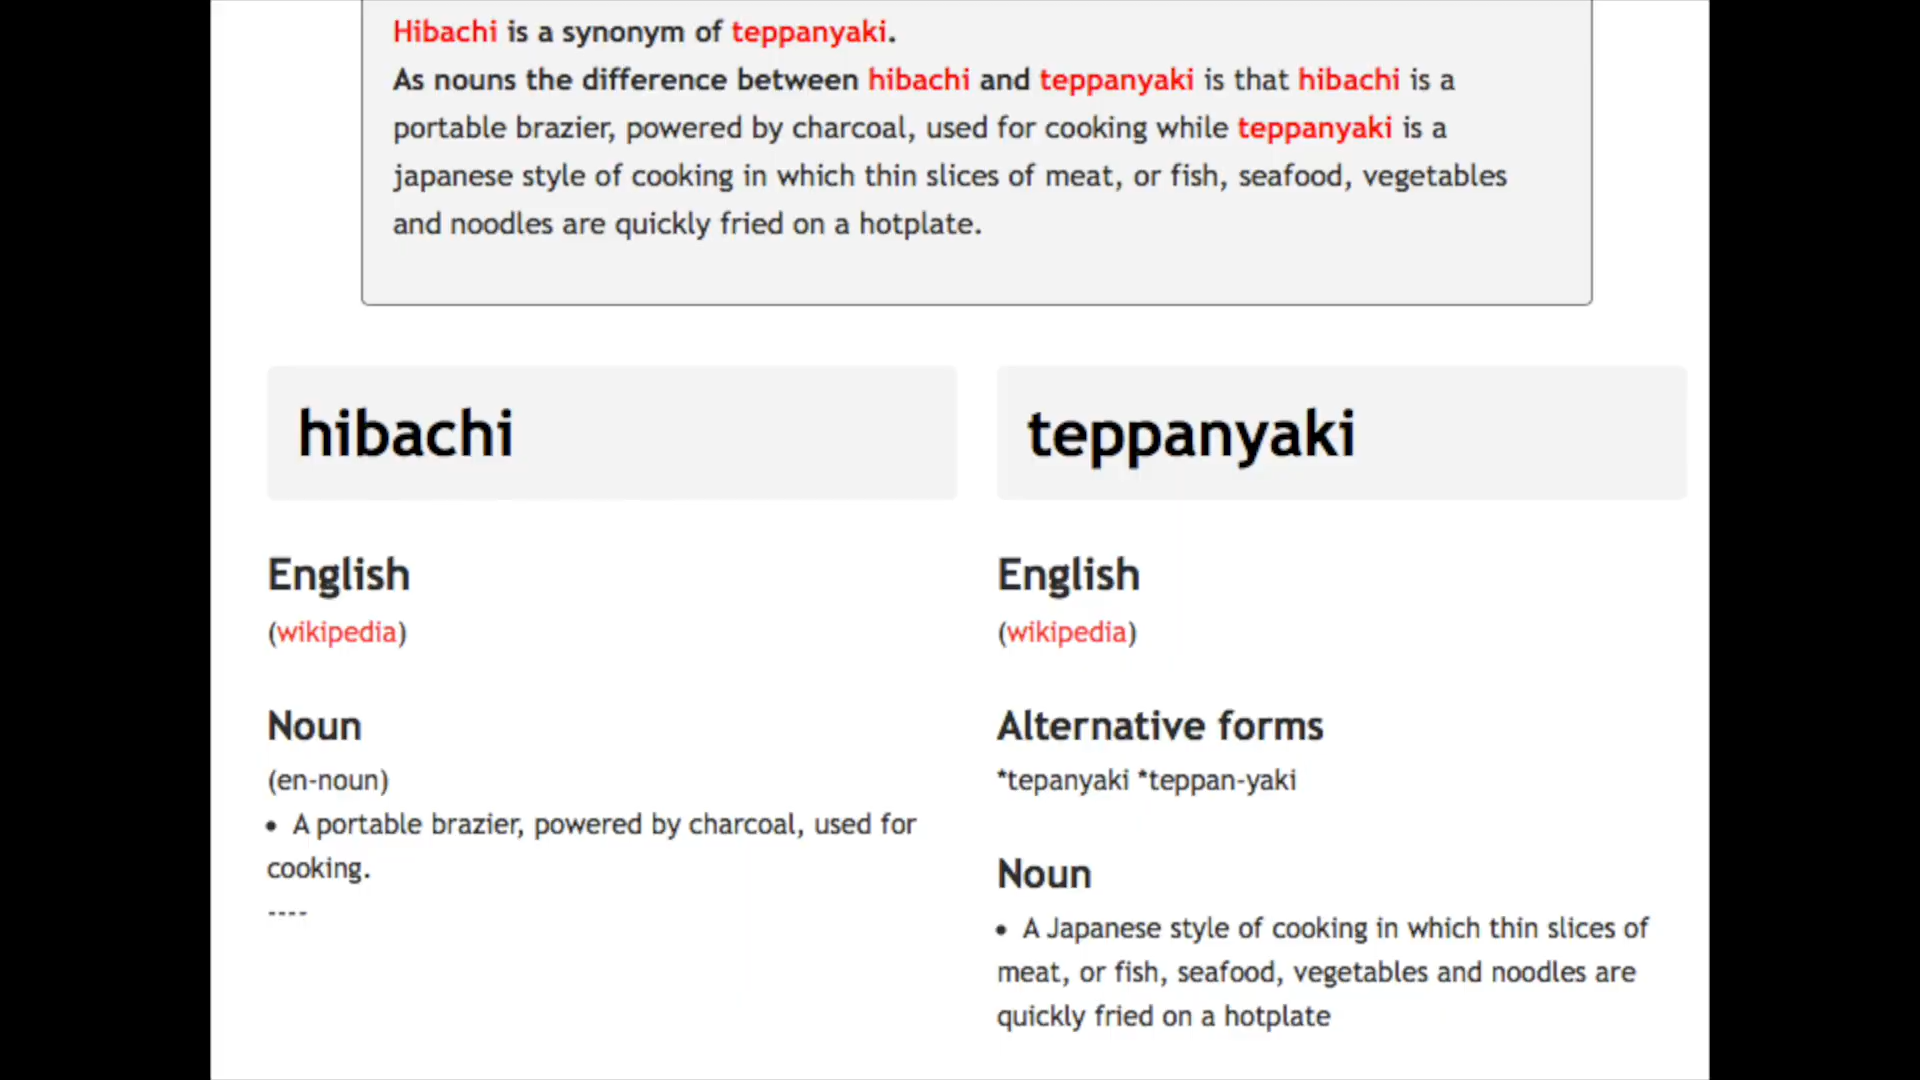 Hibachi is a synonym of teppanyaki.
As nouns the difference between hibachi and teppanyaki is that hibachi is a
portable brazier, powered by charcoal, used for cooking while teppanyaki is a
japanese style of cooking in which thin slices of meat, or fish, seafood, vegetables
and noodles are quickly fried on a hotplate.
hibachi
English
(wikipedia)
Noun
(en-noun)
• A portable brazier, powered by charcoal, used for
cooking.
----
teppanyaki
English
(wikipedia)
Alternative forms
*tepanyaki *teppan-yaki
Noun
• A Japanese style of cooking in which thin slices of
meat, or fish, seafood, vegetables and noodles are
quickly fried on a hotplate